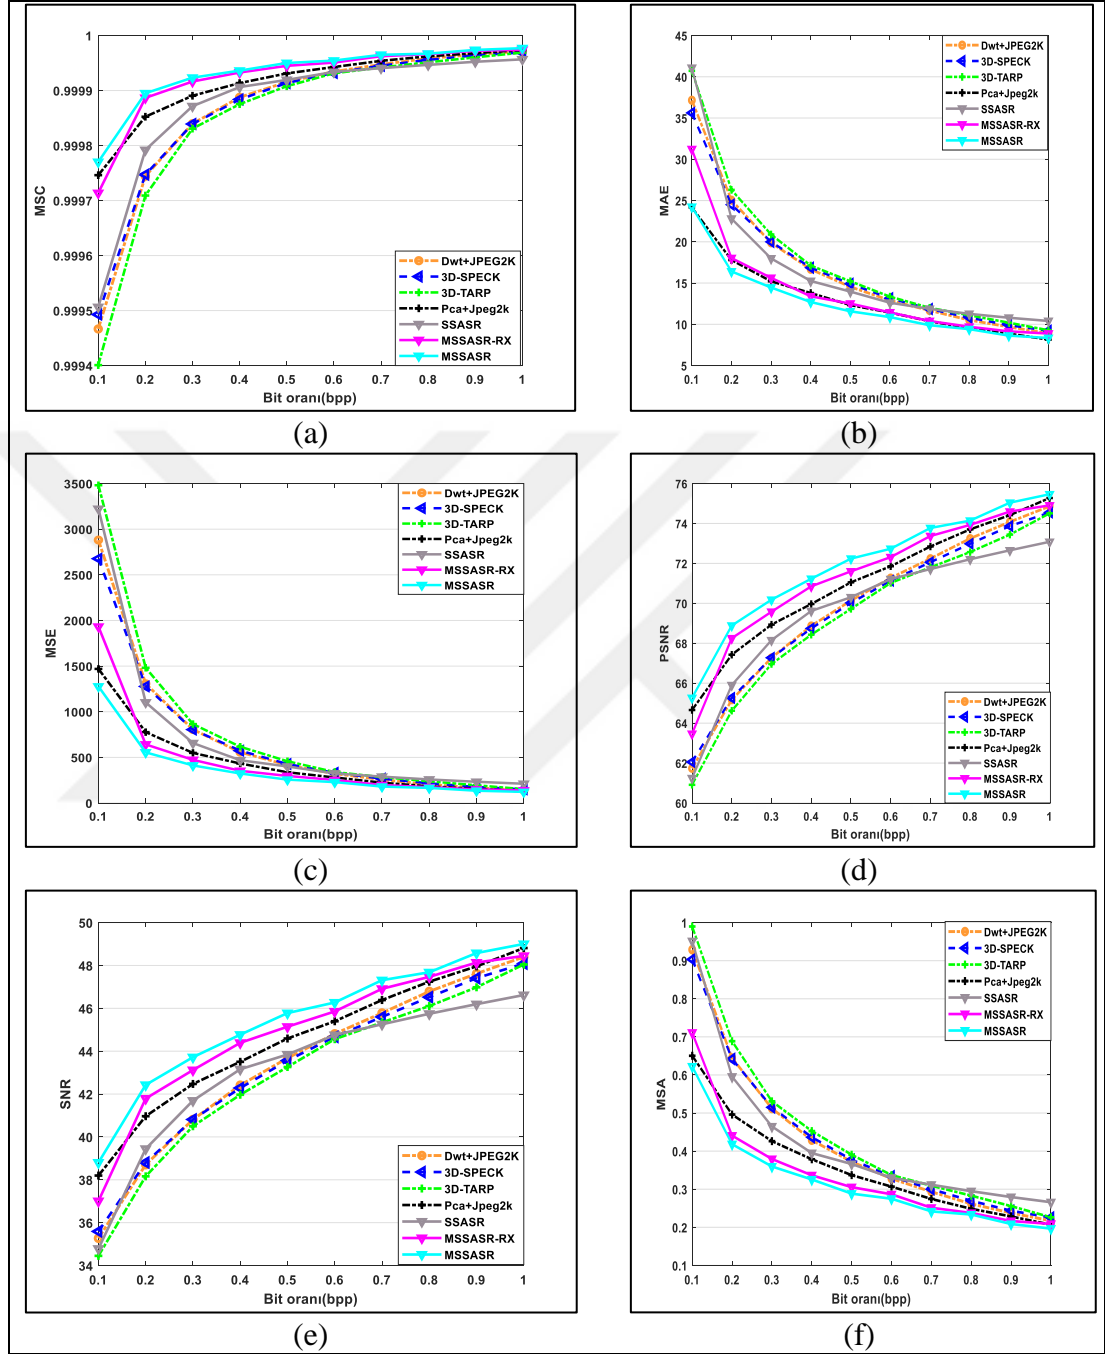 1
0.9999
0.9998
0.9997
0.9996
0.9995
0.9994
MSC
0.1 0.2 0.3 0.4 0.5 0.6 0.7 0.8 0.9 1
Bit oranı(bpp)
Dwt+JPEG2K
3D-SPECK
3D-TARP
Pca+Jpeg2k
SSASR
MSSASR-RX
MSSASR
(a)
45
40
35
30
25
20
15
10
5
MAE
0.1 0.2 0.3 0.4 0.5 0.6 0.7 0.8 0.9 1
Bit oranı(bpp)
Dwt+JPEG2K
3D-SPECK
3D-TARP
Pca+Jpeg2k
SSASR
MSSASR-RX
MSSASR
(b)
3500
3000
2500
2000
1500
1000
500
0
MSE
0.1 0.2 0.3 0.4 0.5 0.6 0.7 0.8 0.9 1
Bit oranı(bpp)
Dwt+JPEG2K
3D-SPECK
3D-TARP
Pca+Jpeg2k
SSASR
MSSASR-RX
MSSASR
(c)
76
74
72
70
68
66
64
62
60
PSNR
0.1 0.2 0.3 0.4 0.5 0.6 0.7 0.8 0.9 1
Bit oranı(bpp)
Dwt+JPEG2K
3D-SPECK
3D-TARP
Pca+Jpeg2k
SSASR
MSSASR-RX
MSSASR
(d)
50
48
46
44
42
40
38
36
34
SNR
0.1 0.2 0.3 0.4 0.5 0.6 0.7 0.8 0.9 1
Bit oranı(bpp)
Dwt+JPEG2K
3D-SPECK
3D-TARP
Pca+Jpeg2k
SSASR
MSSASR-RX
MSSASR
(e)
1
0.9
0.8
0.7
0.6
0.5
0.4
0.3
0.2
0.1
MSA
0.1 0.2 0.3 0.4 0.5 0.6 0.7 0.8 0.9 1
Bit oranı(bpp)
Dwt+JPEG2K
3D-SPECK
3D-TARP
Pca+Jpeg2k
SSASR
MSSASR-RX
MSSASR
(f)